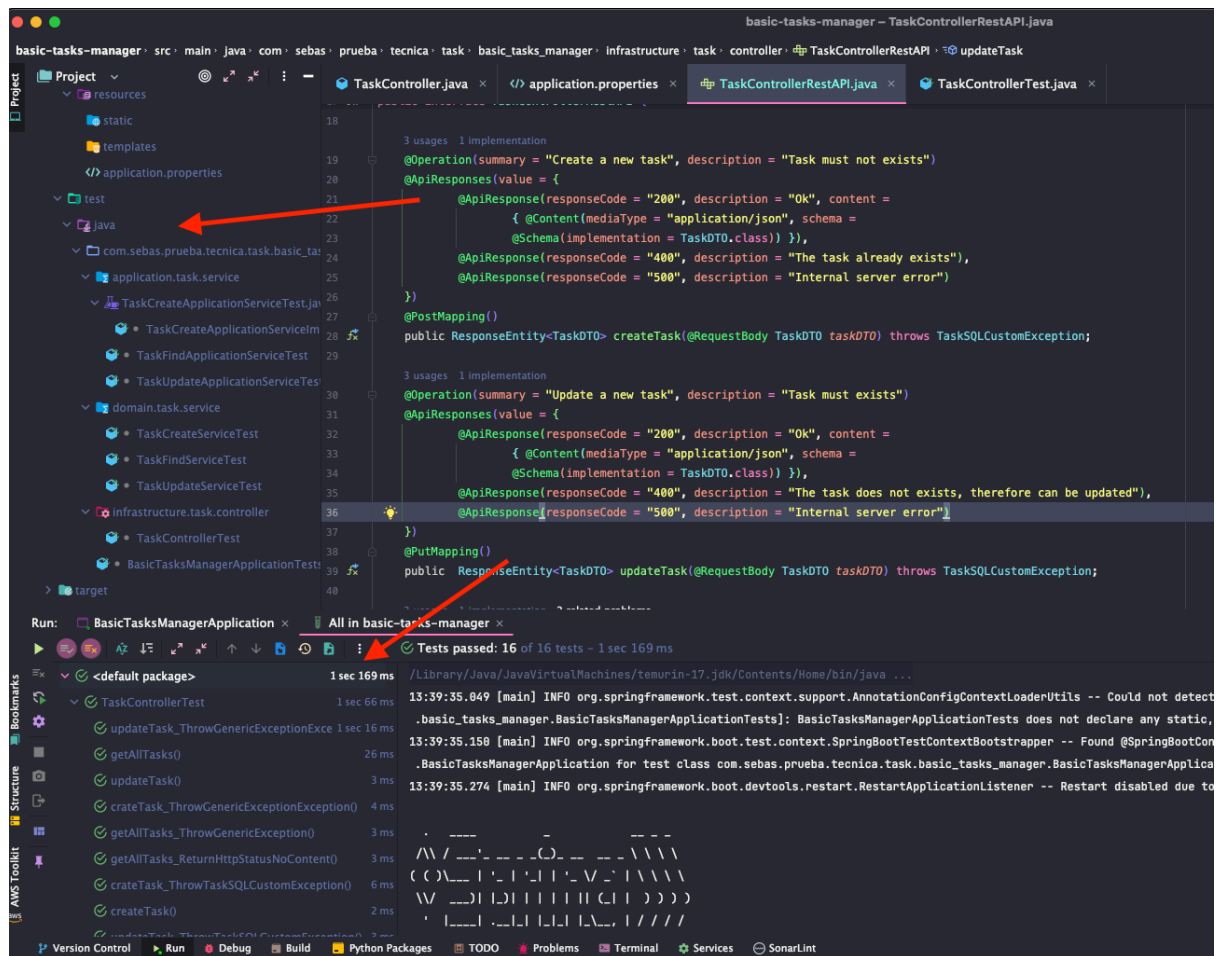 basic-tasks-manager – TaskControllerRestAPI.java
basic-tasks-manager › src › main › java › com › sebas › prueba › tecnica › task › basic_tasks_manager › infrastructure › task › controller › TaskControllerRestAPI › updateTask
Project
Project
TaskController.java ×
application.properties ×
TaskControllerRestAPI.java ×
TaskControllerTest.java ×
resources
static
templates
application.properties
test
java
com.sebas.prueba.tecnica.task.basic_tas
application.task.service
TaskCreateApplicationServiceTest.jav
TaskCreateApplicationServiceIm
TaskFindApplicationServiceTest
TaskUpdateApplicationServiceTest
domain.task.service
TaskCreateServiceTest
TaskFindServiceTest
TaskUpdateServiceTest
infrastructure.task.controller
TaskControllerTest
BasicTasksManagerApplicationTests
target
18
3 usages 1 implementation
19 @Operation(summary = "Create a new task", description = "Task must not exists")
20 @ApiResponses(value = {
21 @ApiResponse(responseCode = "200", description = "Ok", content =
22 { @Content(mediaType = "application/json", schema =
23 @Schema(implementation = TaskDTO.class)) }),
24 @ApiResponse(responseCode = "400", description = "The task already exists"),
25 @ApiResponse(responseCode = "500", description = "Internal server error")
26 })
27 @PostMapping()
28 public ResponseEntity<TaskDTO> createTask(@RequestBody TaskDTO taskDTO) throws TaskSQLCustomException;
29
3 usages 1 implementation
30 @Operation(summary = "Update a new task", description = "Task must exists")
31 @ApiResponses(value = {
32 @ApiResponse(responseCode = "200", description = "Ok", content =
33 { @Content(mediaType = "application/json", schema =
34 @Schema(implementation = TaskDTO.class)) }),
35 @ApiResponse(responseCode = "400", description = "The task does not exists, therefore can be updated"),
36 @ApiResponse(responseCode = "500", description = "Internal server error")
37 })
38 @PutMapping()
39 public ResponseEntity<TaskDTO> updateTask(@RequestBody TaskDTO taskDTO) throws TaskSQLCustomException;
40
Run: BasicTasksManagerApplication × All in basic-tasks-manager ×
Tests passed: 16 of 16 tests – 1 sec 169 ms
<default package> 1 sec 169 ms
TaskControllerTest 1 sec 66 ms
updateTask_ThrowGenericExceptionExce 1 sec 16 ms
getAllTasks() 26 ms
updateTask() 3 ms
crateTask_ThrowGenericExceptionException() 4 ms
getAllTasks_ThrowGenericException() 3 ms
getAllTasks_ReturnHttpStatusNoContent() 3 ms
crateTask_ThrowTaskSQLCustomException() 6 ms
createTask() 2 ms
updateTask_ThrowTaskSQLCustomException() 3 ms
/Library/Java/JavaVirtualMachines/temurin-17.jdk/Contents/Home/bin/java ...
13:39:35.049 [main] INFO org.springframework.test.context.support.AnnotationConfigContextLoaderUtils -- Could not detect
.basic_tasks_manager.BasicTasksManagerApplicationTests]: BasicTasksManagerApplicationTests does not declare any static,
13:39:35.150 [main] INFO org.springframework.boot.test.context.SpringBootTestContextBootstrapper -- Found @SpringBootCon
.BasicTasksManagerApplication for test class com.sebas.prueba.tecnica.task.basic_tasks_manager.BasicTasksManagerApplica
13:39:35.274 [main] INFO org.springframework.boot.devtools.restart.RestartApplicationListener -- Restart disabled due to
Bookmarks
Structure
AWS Toolkit
aws
Version Control Run Debug Build Python Packages TODO Problems Terminal Services SonarLint